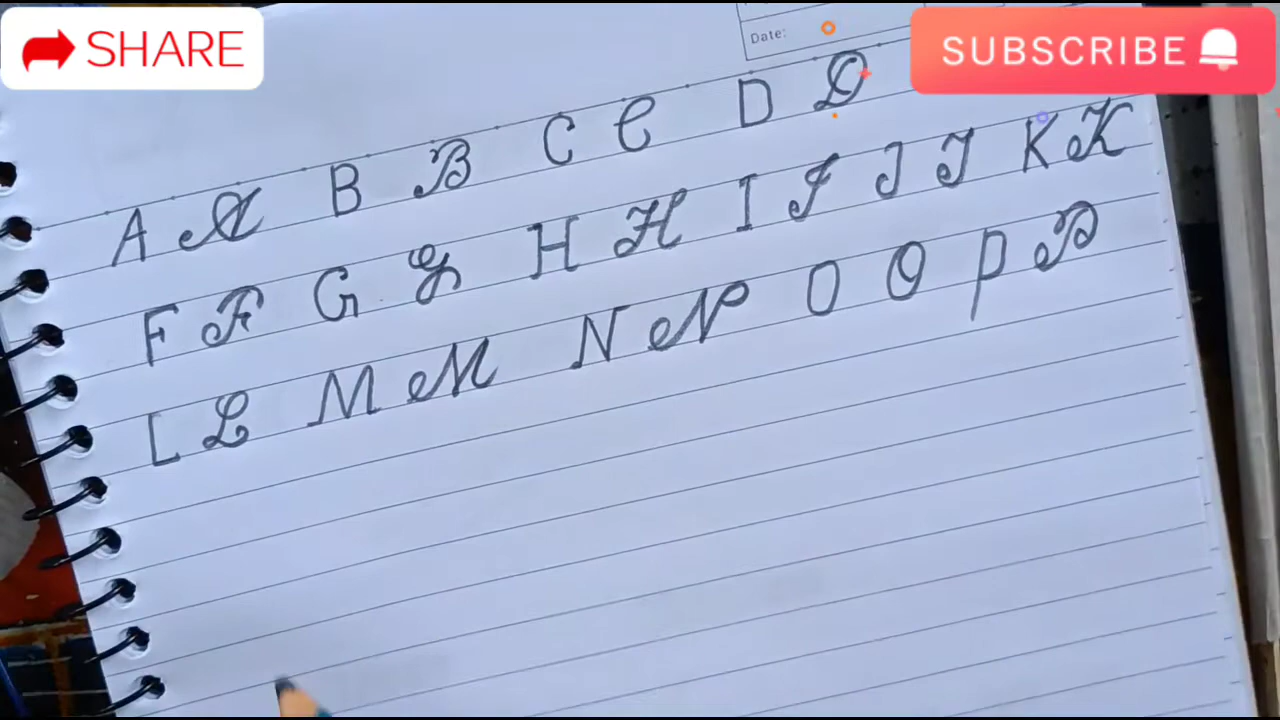 SHARE
SUBSCRIBE
Date:
A A B B C C D D
F F G G H H I I J J K K
L L M M N N O O P P